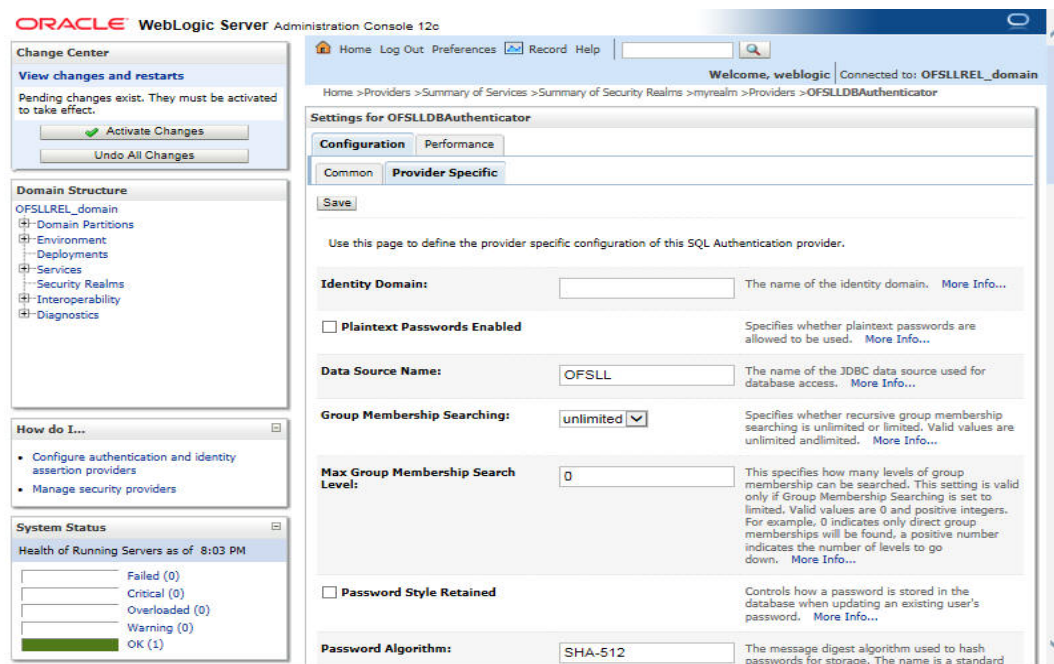 ORACLE WebLogic Server Administration Console 12c
Change Center
View changes and restarts
Pending changes exist. They must be activated
to take effect.
Activate Changes
Undo All Changes
Domain Structure
OFSLLREL_domain
Domain Partitions
Environment
Deployments
Services
Security Realms
Interoperability
Diagnostics
How do I...
Configure authentication and identity
assertion providers
Manage security providers
System Status
Health of Running Servers as of 8:03 PM
Failed (0)
Critical (0)
Overloaded (0)
Warning (0)
OK (1)
Home Log Out Preferences Record Help
Welcome, weblogic Connected to: OFSLLREL_domain
Home >Providers >Summary of Services >Summary of Security Realms >myrealm >Providers >OFSLLDBAuthenticator
Settings for OFSLLDBAuthenticator
Configuration Performance
Common Provider Specific
Save
Use this page to define the provider specific configuration of this SQL Authentication provider.
Identity Domain:
The name of the identity domain. More Info...
Plaintext Passwords Enabled
Specifies whether plaintext passwords are
allowed to be used. More Info...
Data Source Name:
OFSLL
The name of the JDBC data source used for
database access. More Info...
Group Membership Searching:
unlimited
Specifies whether recursive group membership
searching is unlimited or limited. Valid values are
unlimited andlimited. More Info...
Max Group Membership Search
Level:
0
This specifies how many levels of group
membership can be searched. This setting is valid
only if Group Membership Searching is set to
limited. Valid values are 0 and positive integers.
For example, 0 indicates only direct group
memberships will be found, a positive number
indicates the number of levels to go
down. More Info...
Password Style Retained
Controls how a password is stored in the
database when updating an existing user's
password. More Info...
Password Algorithm:
SHA-512
The message digest algorithm used to hash
passwords for storage. The name is a standard